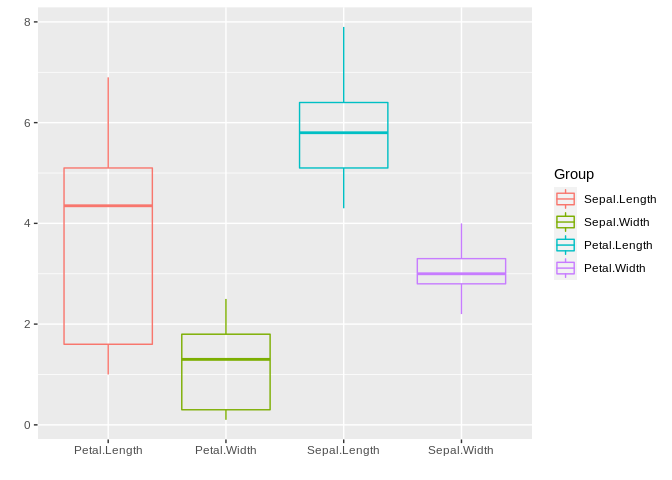 8
6
4
2
0
Petal.Length Petal.Width Sepal.Length Sepal.Width
Group
Sepal.Length
Sepal.Width
Petal.Length
Petal.Width